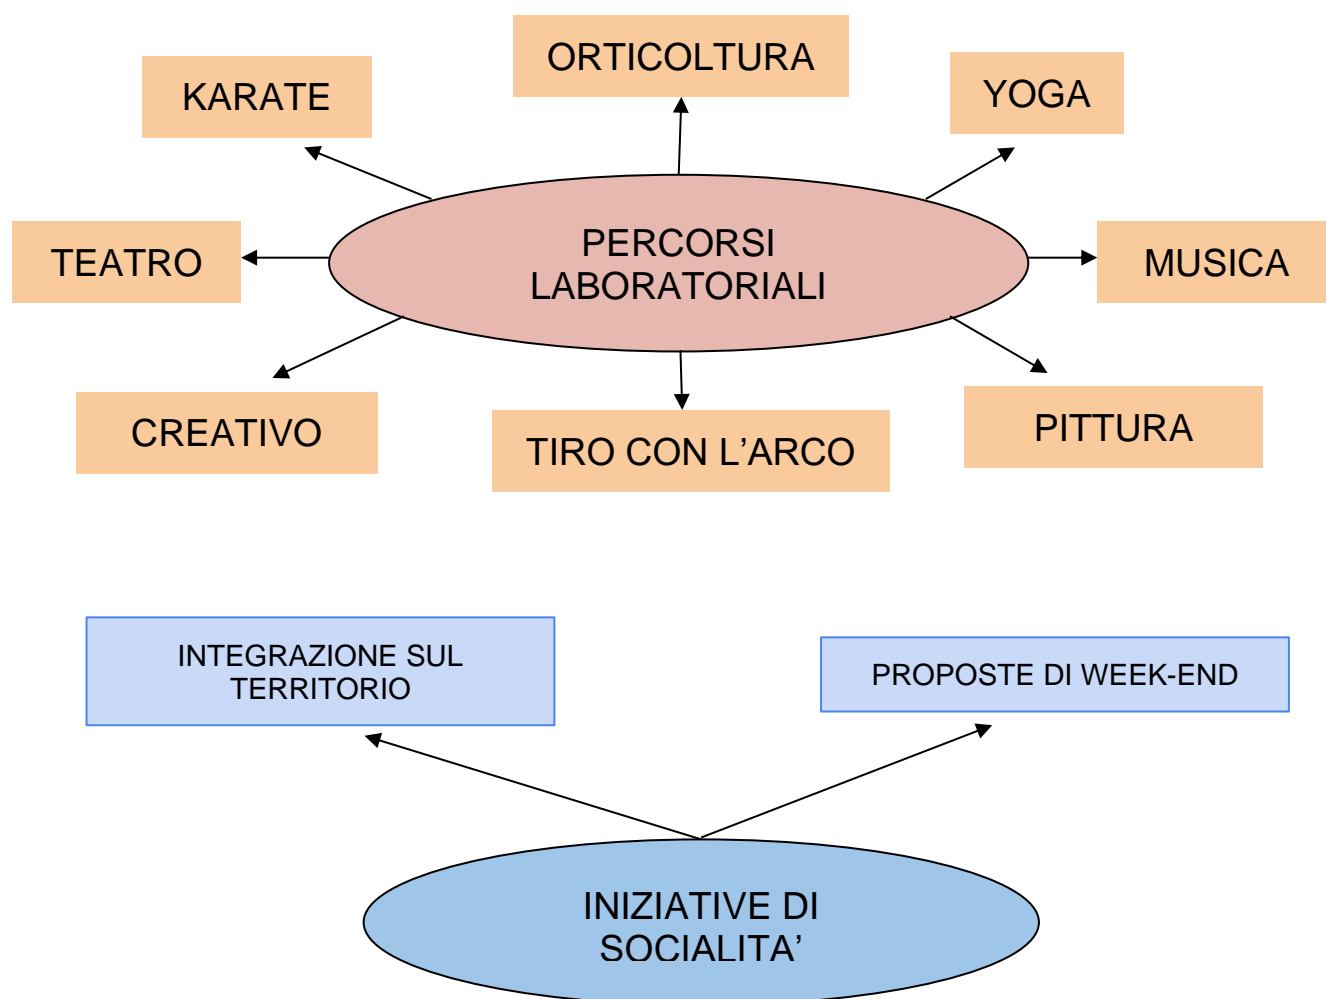 ORTICOLTURA
KARATE
YOGA
PERCORSI
LABORATORIALI
TEATRO
MUSICA
CREATIVO
TIRO CON L’ARCO
PITTURA
INTEGRAZIONE SUL
TERRITORIO
PROPOSTE DI WEEK-END
INIZIATIVE DI
SOCIALITA’